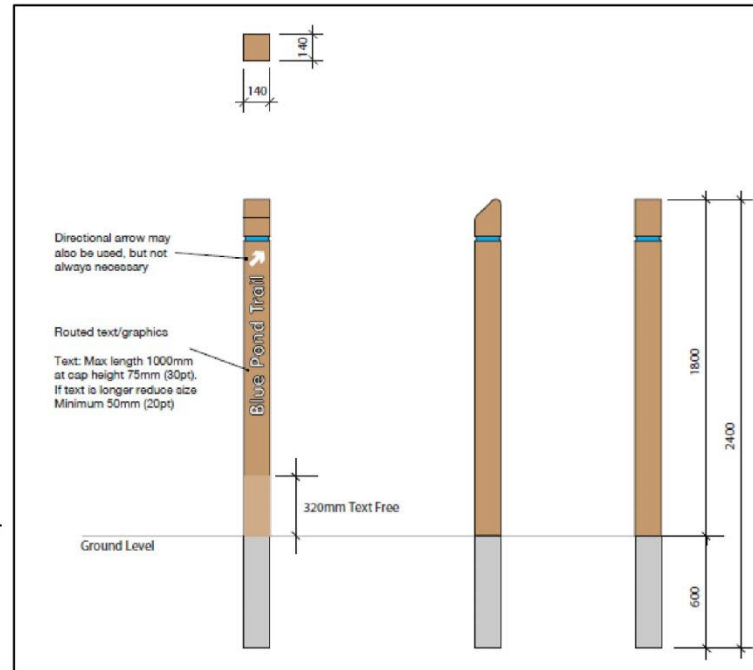 140
140
Directional arrow may
also be used, but not
always necessary
Blue Pond Trail
Routed text/graphics
Text: Max length 1000mm
at cap height 75mm (30pt).
If text is longer reduce size
Minimum 50mm (20pt)
1800
2400
320mm Text Free
Ground Level
600